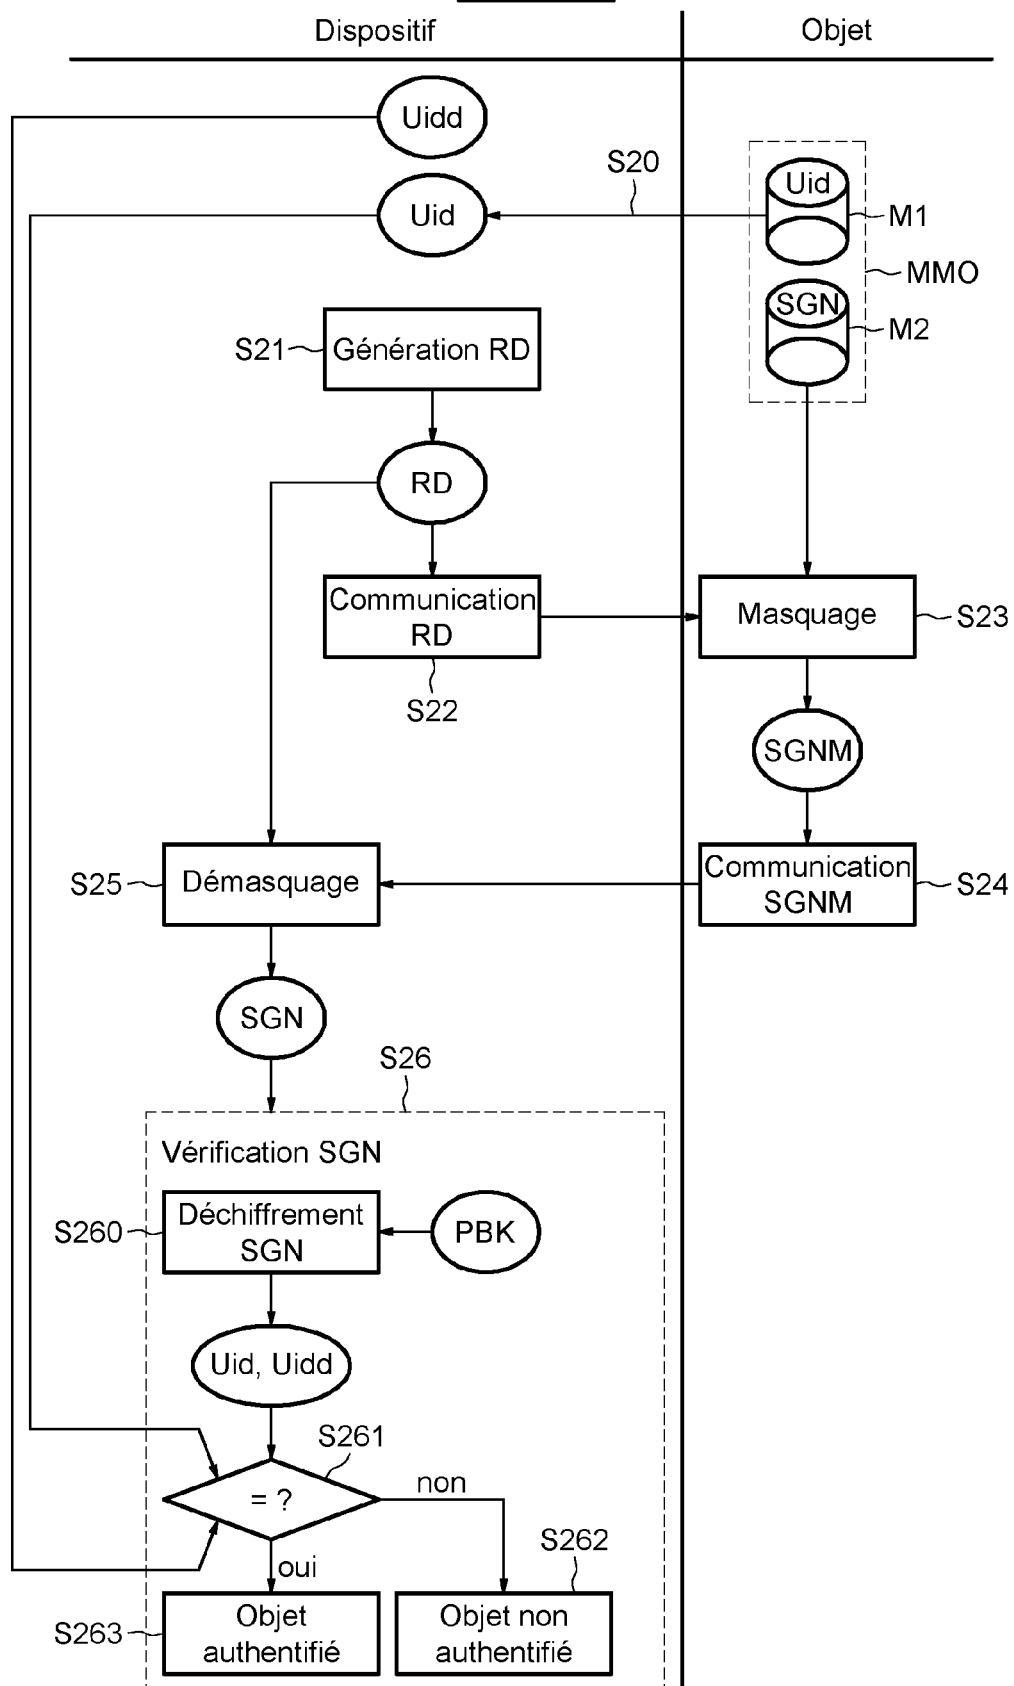 Dispositif
Objet
Uidd
S20
Uid
Uid
M1
MMO
SGN
M2
S21
Génération RD
RD
Communication
RD
S22
Masquage
S23
SGNM
S25
Démasquage
Communication
SGNM
S24
SGN
S26
Vérification SGN
S260
Déchiffrement
SGN
PBK
Uid, Uidd
S261
= ?
non
oui
S262
S263
Objet
authentifié
Objet non
authentifié